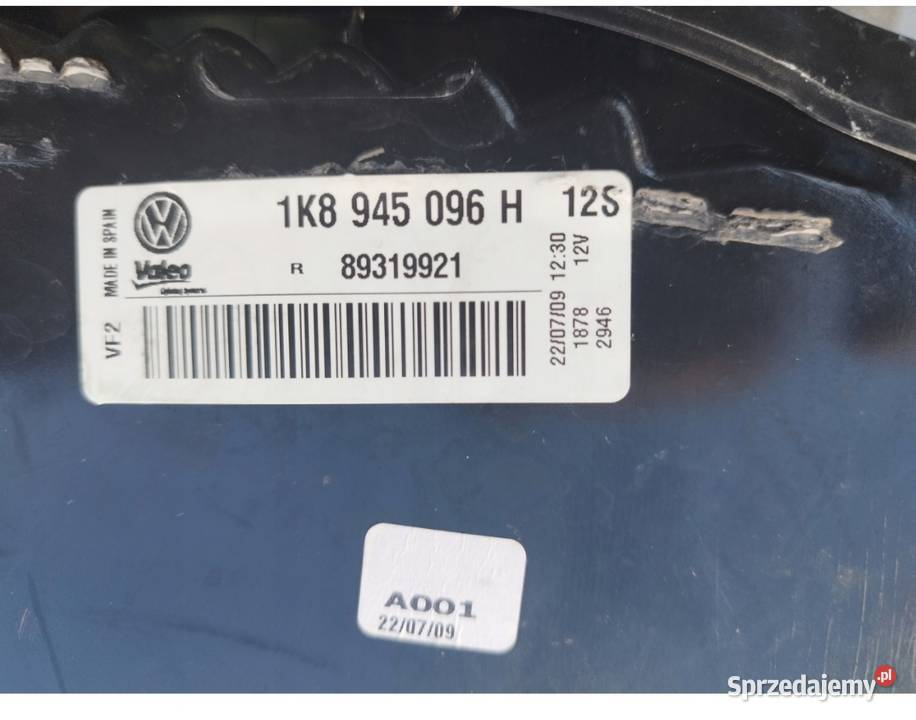 1K8 945 096 H 12S
MADE IN SPAIN
Valeo
R 89319921
VF2
22/07/09 12:30
1878 12V
2946
A001
22/07/09
Sprzedajemy.pl